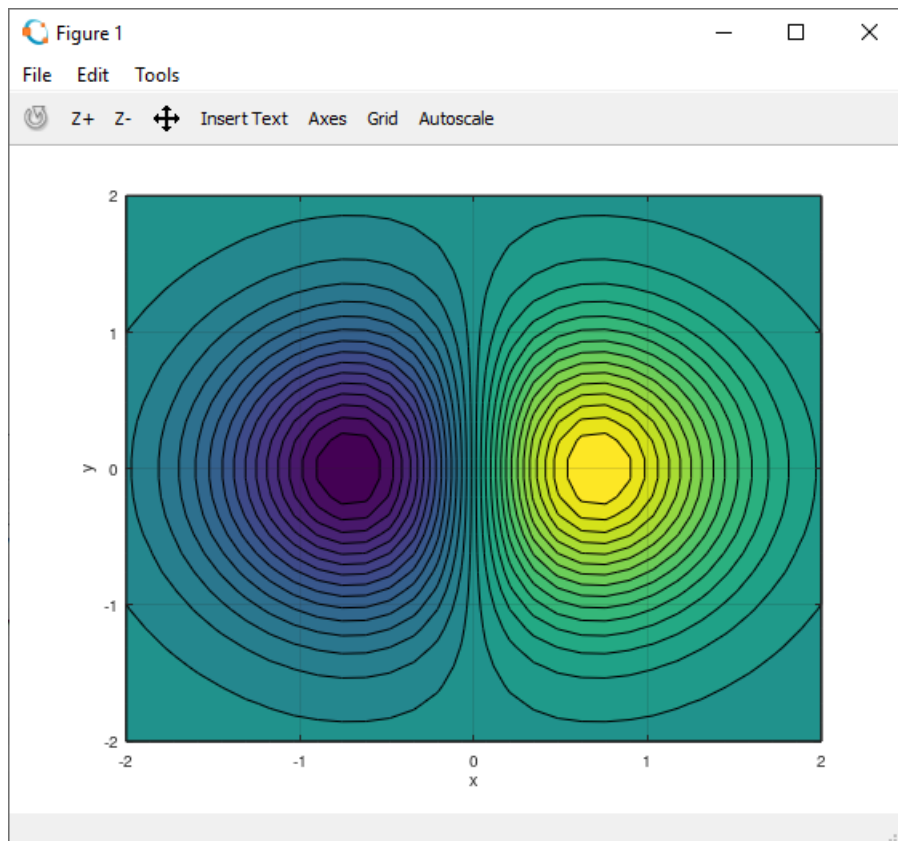 Figure 1
File Edit Tools
Z+ Z- Insert Text Axes Grid Autoscale
2
1
y 0
-1
-2
-2 -1 0 1 2
x